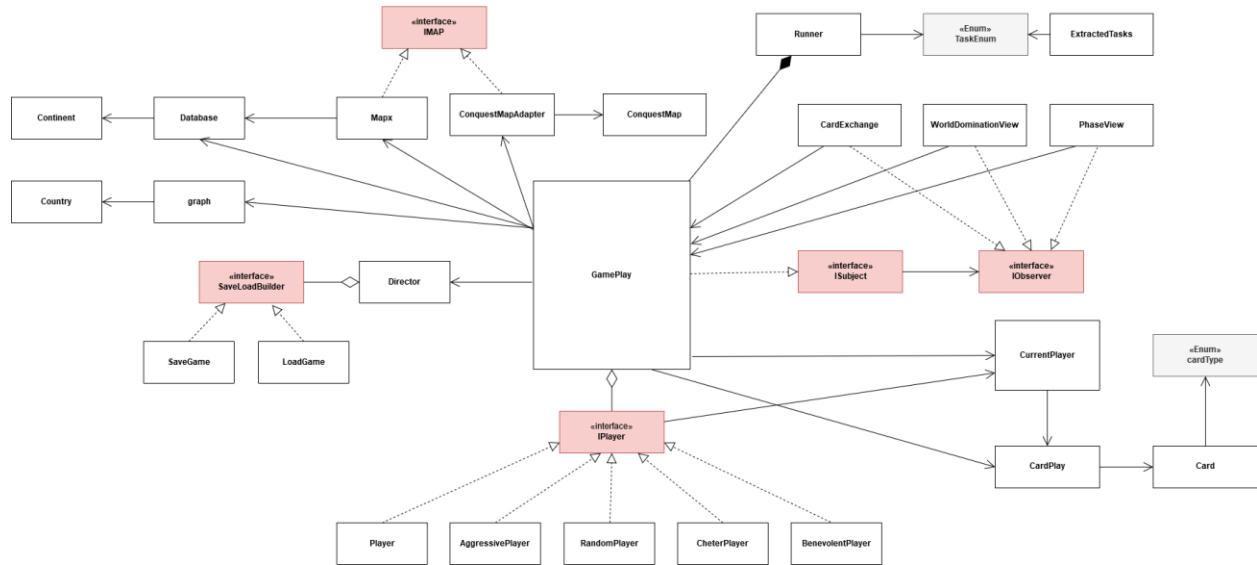 «interface»
IMAP
Runner
«Enum»
TaskEnum
ExtractedTasks
Continent
Database
Mapx
ConquestMapAdapter
ConquestMap
CardExchange
WorldDominationView
PhaseView
Country
graph
GamePlay
«interface»
SaveLoadBuilder
Director
«interface»
ISubject
«interface»
IObserver
SaveGame
LoadGame
CurrentPlayer
«Enum»
cardType
«interface»
IPlayer
CardPlay
Card
Player
AggressivePlayer
RandomPlayer
CheterPlayer
BenevolentPlayer